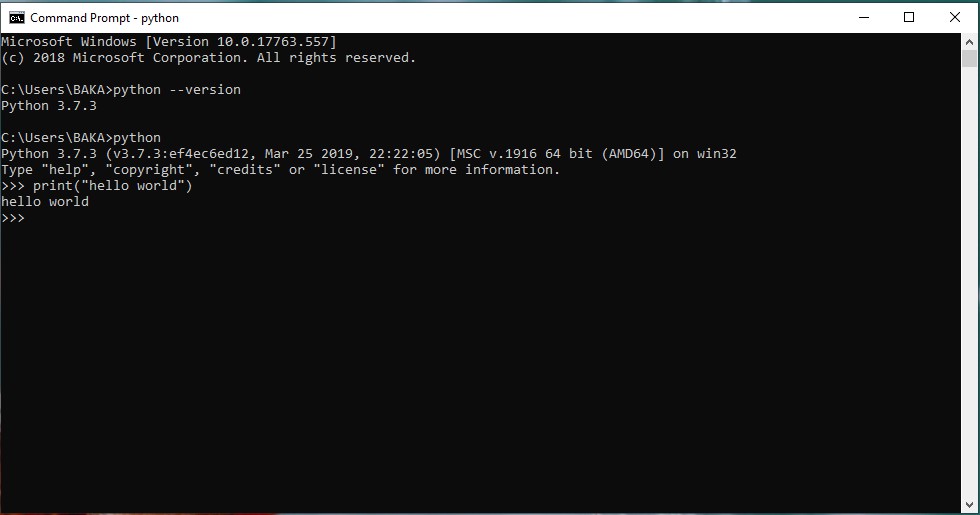 Command Prompt - python
Microsoft Windows [Version 10.0.17763.557]
(c) 2018 Microsoft Corporation. All rights reserved.
C:\Users\BAKA>python --version
Python 3.7.3
C:\Users\BAKA>python
Python 3.7.3 (v3.7.3:ef4ec6ed12, Mar 25 2019, 22:22:05) [MSC v.1916 64 bit (AMD64)] on win32
Type "help", "copyright", "credits" or "license" for more information.
>>> print("hello world")
hello world
>>>